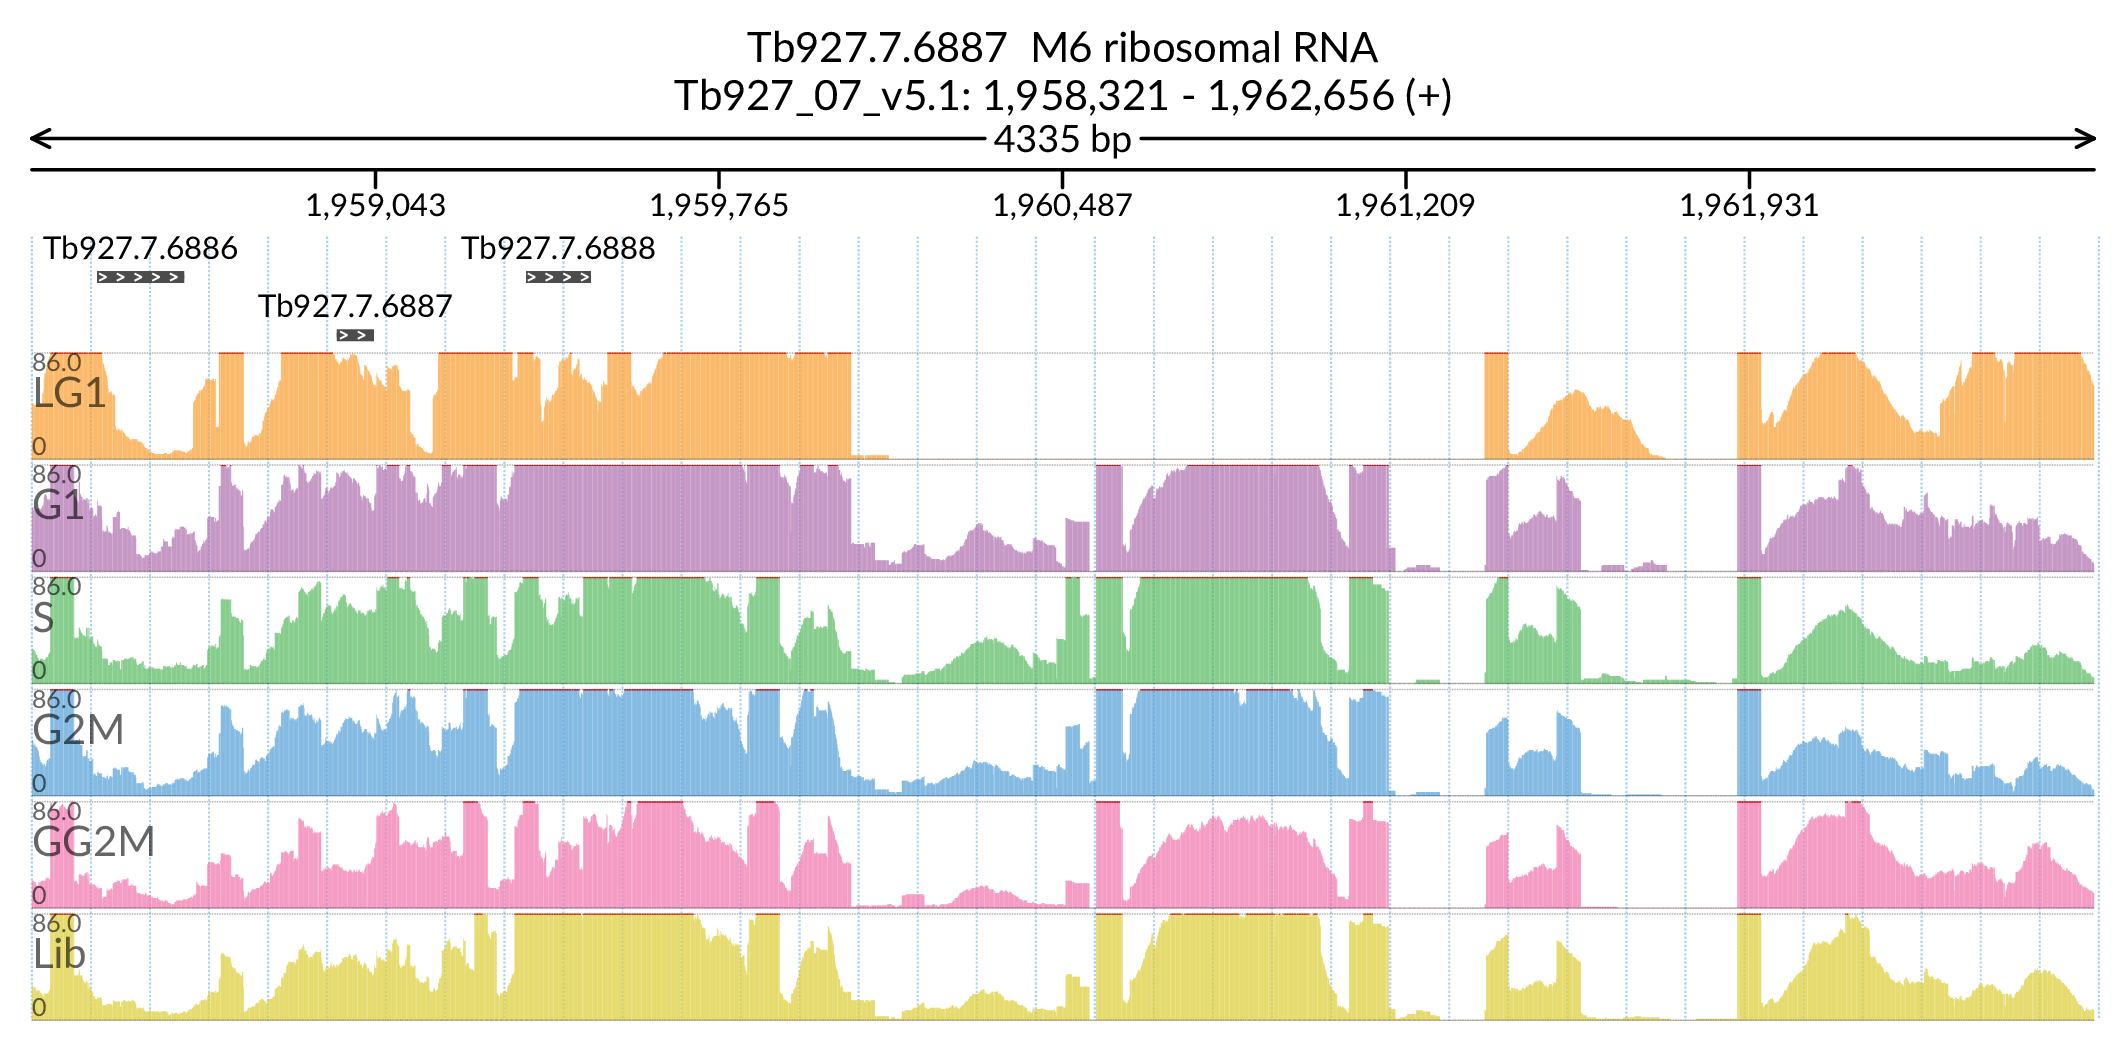 Tb927.7.6887  M6 ribosomal RNA
Tb927_07_v5.1: 1,958,321 - 1,962,656 (+)
4335 bp
1,959,043 1,959,765 1,960,487 1,961,209 1,961,931
Tb927.7.6886 Tb927.7.6888
Tb927.7.6887
86.0
LG1
0
86.0
G1
0
86.0
S
0
86.0
G2M
0
86.0
GG2M
0
86.0
Lib
0